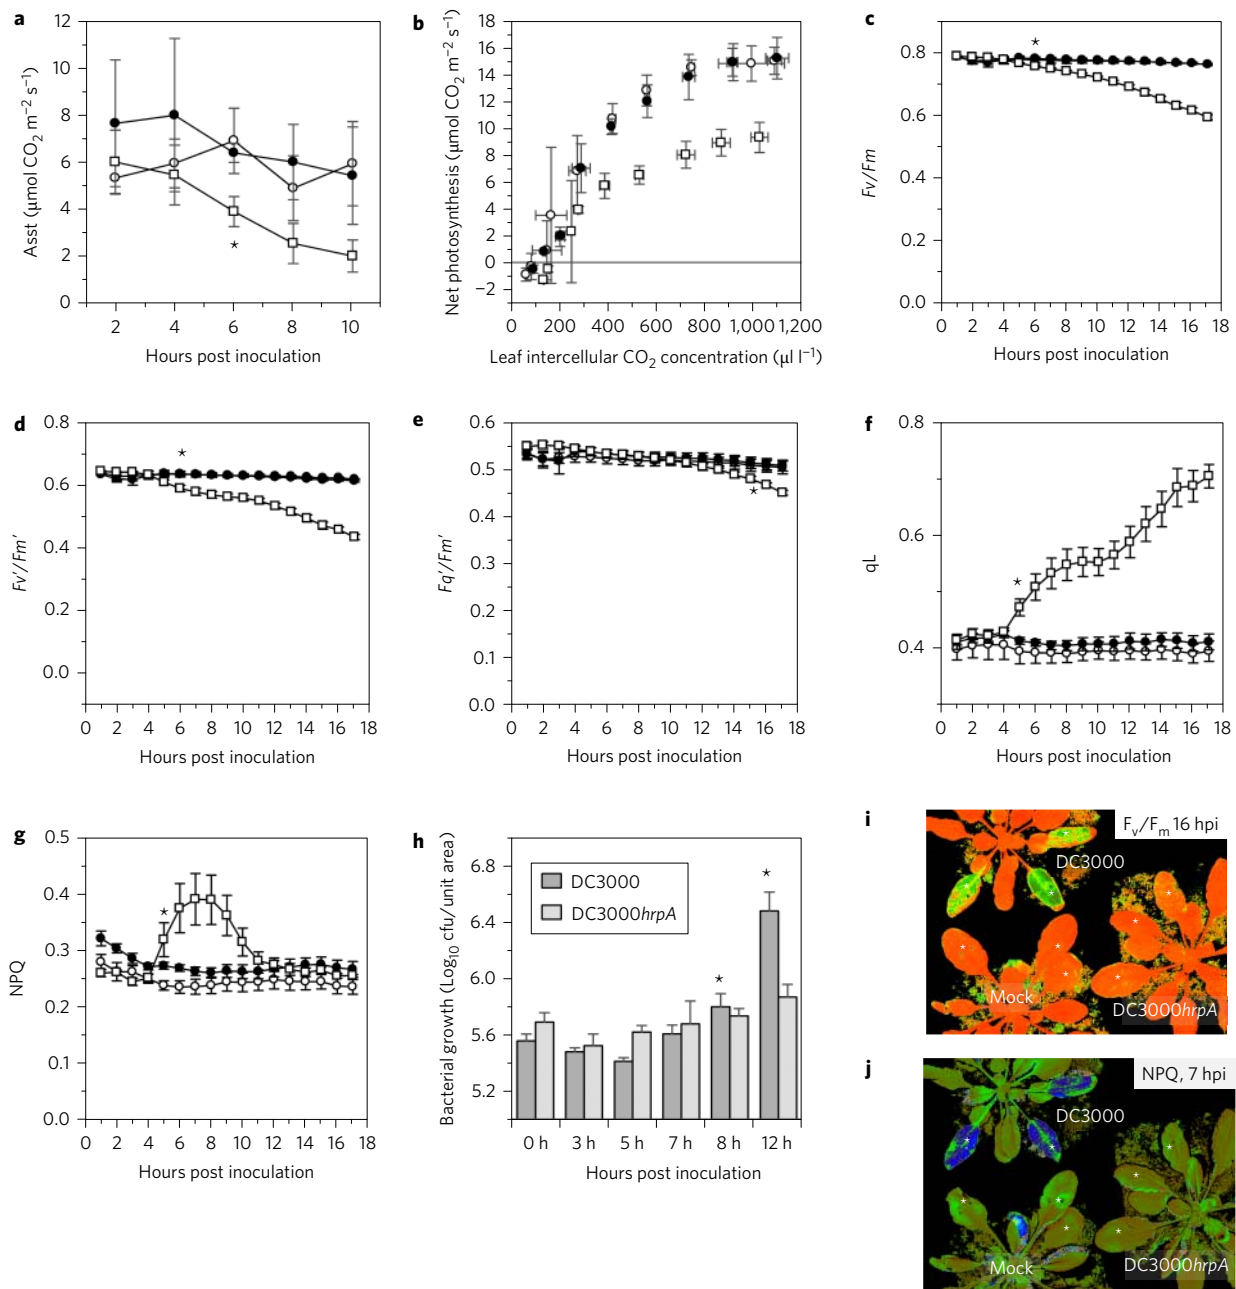 a
12
10
8
6
4
2
0
Asst (µmol CO2 m−2 s−1)
2 4 6 8 10
Hours post inoculation
*
b
18
16
14
12
10
8
6
4
2
0
−2
Net photosynthesis (µmol CO2 m−2 s−1)
0 200 400 600 800 1,000 1,200
Leaf intercellular CO2 concentration (µl l−1)
c
*
0.8
0.6
0.4
0.2
0.0
Fv/Fm
0 2 4 6 8 10 12 14 16 18
Hours post inoculation
d
0.8
0.6
0.4
0.2
0.0
*
Fv'/Fm'
0 2 4 6 8 10 12 14 16 18
Hours post inoculation
e
0.6
0.5
0.4
0.3
0.2
0.1
0.0
*
Fq'/Fm'
0 2 4 6 8 10 12 14 16 18
Hours post inoculation
f
0.8
0.6
0.4
*
qL
0 2 4 6 8 10 12 14 16 18
Hours post inoculation
g
0.5
0.4
0.3
0.2
0.1
0.0
*
NPQ
0 2 4 6 8 10 12 14 16 18
Hours post inoculation
h
6.8
6.4
6.0
5.6
5.2
Bacterial growth (Log10 cfu/unit area)
DC3000
DC3000hrpA
*
*
0 h 3 h 5 h 7 h 8 h 12 h
Hours post inoculation
i
Fv/Fm 16 hpi
DC3000
Mock
DC3000hrpA
j
NPQ, 7 hpi
DC3000
Mock
DC3000hrpA